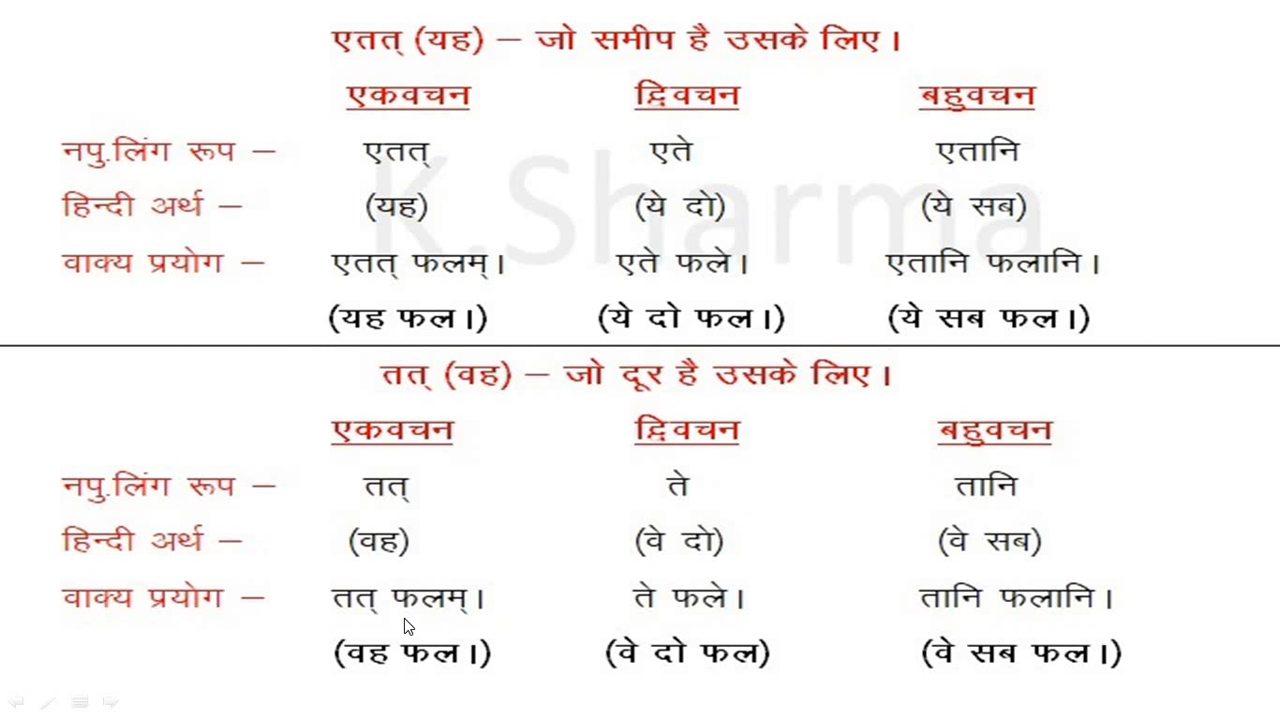 एतत् (यह) – जो समीप है उसके लिए।
एकवचन द्विवचन बहुवचन
नपु.लिंग रूप – एतत् एते एतानि
हिन्दी अर्थ – (यह) (ये दो) (ये सब)
वाक्य प्रयोग – एतत् फलम्। एते फले। एतानि फलानि।
(यह फल।) (ये दो फल।) (ये सब फल।)
K.Sharma
तत् (वह) – जो दूर है उसके लिए।
एकवचन द्विवचन बहुवचन
नपु.लिंग रूप – तत् ते तानि
हिन्दी अर्थ – (वह) (वे दो) (वे सब)
वाक्य प्रयोग – तत् फलम्। ते फले। तानि फलानि।
(वह फल।) (वे दो फल) (वे सब फल।)